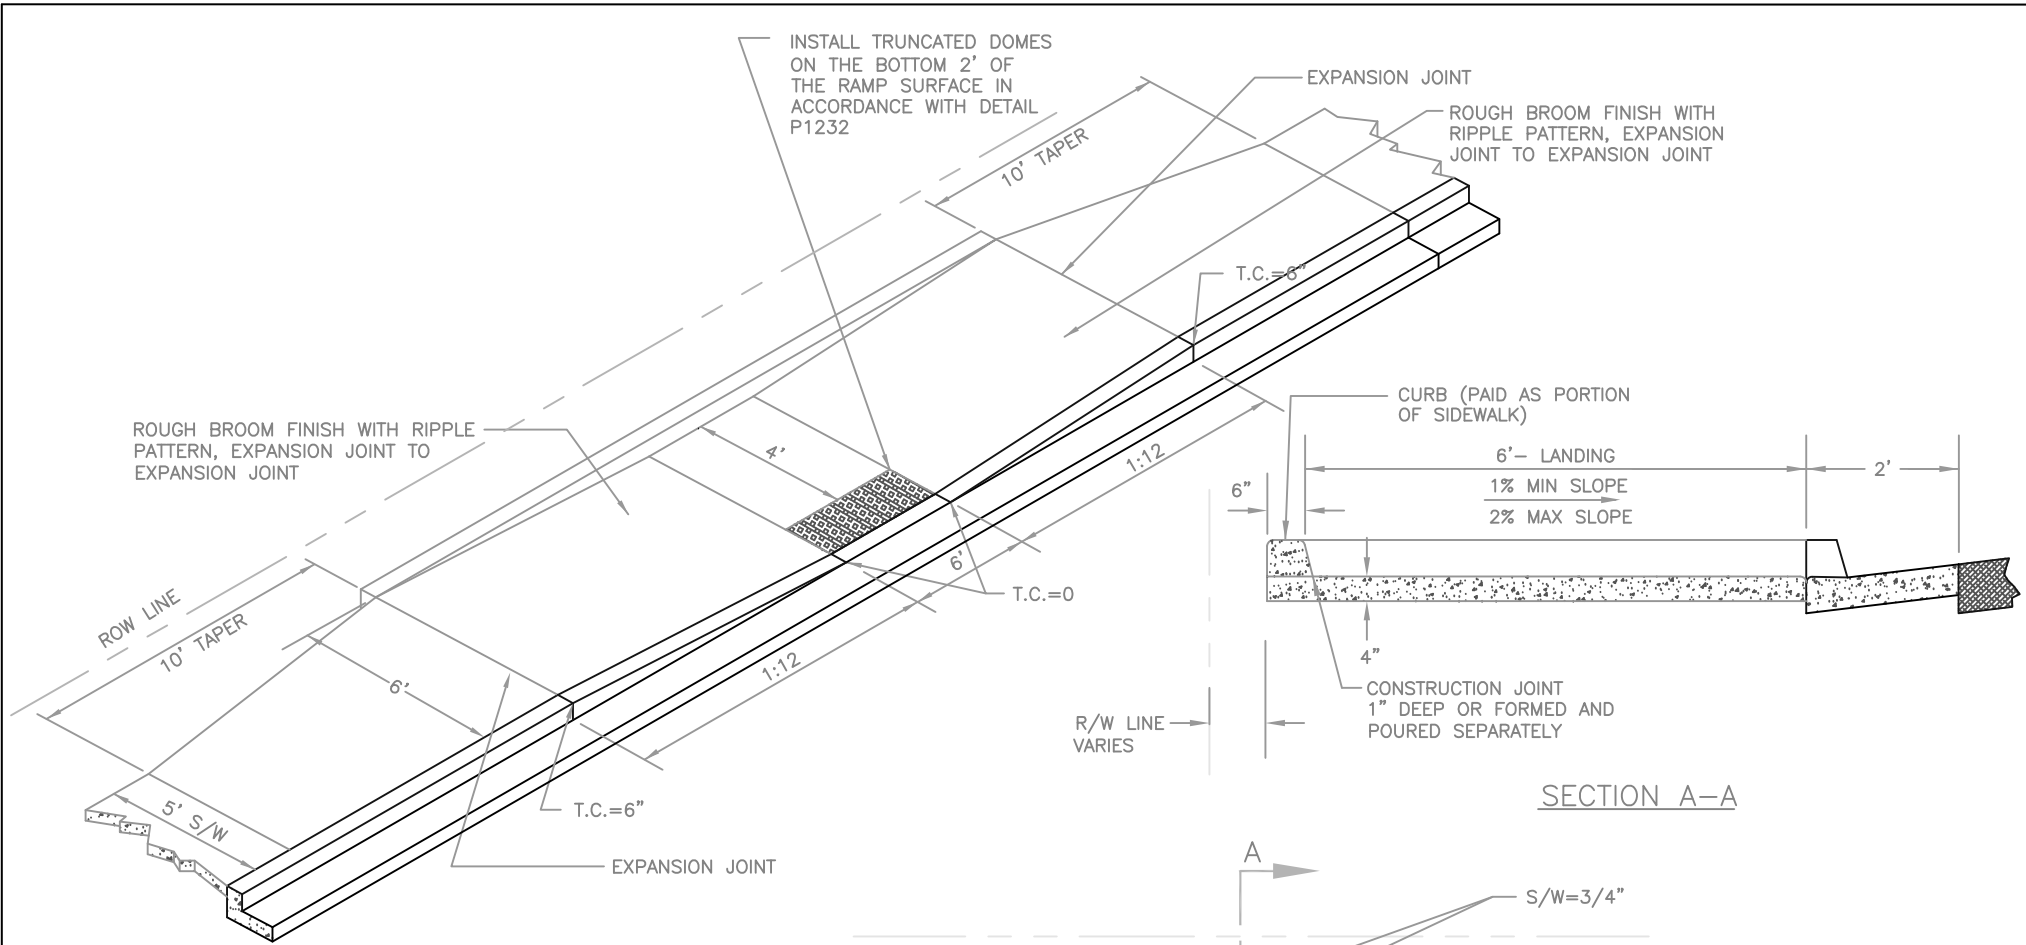 INSTALL TRUNCATED DOMES
ON THE BOTTOM 2' OF
THE RAMP SURFACE IN
ACCORDANCE WITH DETAIL
P1232
EXPANSION JOINT
ROUGH BROOM FINISH WITH
RIPPLE PATTERN, EXPANSION
JOINT TO EXPANSION JOINT
10' TAPER
T.C.=6"
CURB (PAID AS PORTION
OF SIDEWALK)
ROUGH BROOM FINISH WITH RIPPLE
PATTERN, EXPANSION JOINT TO
EXPANSION JOINT
4'
1:12
6'- LANDING
2'
1% MIN SLOPE
6"
2% MAX SLOPE
6'
T.C.=0
ROW LINE
10' TAPER
1:12
4"
6'
CONSTRUCTION JOINT
1" DEEP OR FORMED AND
POURED SEPARATELY
R/W LINE
VARIES
SECTION A-A
T.C.=6"
5' S/W
EXPANSION JOINT
A
S/W=3/4"